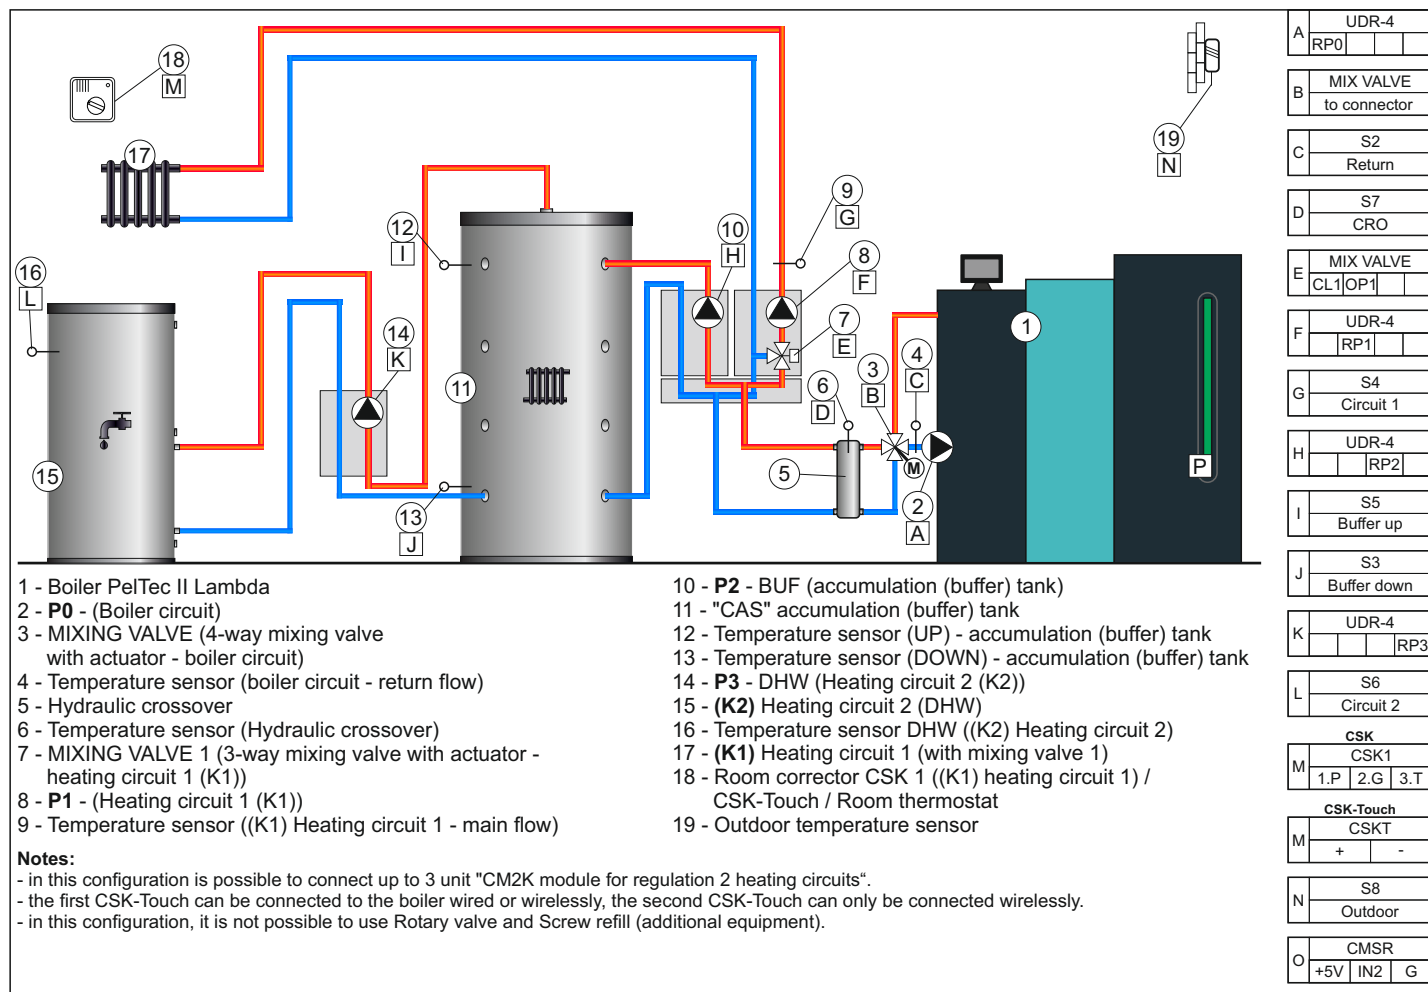 18
M
17
16
L
15
12
I
11
13
J
14
K
10
H
9
G
8
F
7
E
6
D
5
3
B
4
C
M
2
A
1
P
19
N
1 - Boiler PelTec II Lambda
2 - P0 - (Boiler circuit)
3 - MIXING VALVE (4-way mixing valve
with actuator - boiler circuit)
4 - Temperature sensor (boiler circuit - return flow)
5 - Hydraulic crossover
6 - Temperature sensor (Hydraulic crossover)
7 - MIXING VALVE 1 (3-way mixing valve with actuator -
heating circuit 1 (K1))
8 - P1 - (Heating circuit 1 (K1))
9 - Temperature sensor ((K1) Heating circuit 1 - main flow)
10 - P2 - BUF (accumulation (buffer) tank)
11 - "CAS" accumulation (buffer) tank
12 - Temperature sensor (UP) - accumulation (buffer) tank
13 - Temperature sensor (DOWN) - accumulation (buffer) tank
14 - P3 - DHW (Heating circuit 2 (K2))
15 - (K2) Heating circuit 2 (DHW)
16 - Temperature sensor DHW ((K2) Heating circuit 2)
17 - (K1) Heating circuit 1 (with mixing valve 1)
18 - Room corrector CSK 1 ((K1) heating circuit 1) /
CSK-Touch / Room thermostat
19 - Outdoor temperature sensor
Notes:
- in this configuration is possible to connect up to 3 unit "CM2K module for regulation 2 heating circuits“.
- the first CSK-Touch can be connected to the boiler wired or wirelessly, the second CSK-Touch can only be connected wirelessly.
- in this configuration, it is not possible to use Rotary valve and Screw refill (additional equipment).
A UDR-4
RP0
B MIX VALVE
to connector
C S2
Return
D S7
CRO
E MIX VALVE
CL1 OP1
F UDR-4
RP1
G S4
Circuit 1
H UDR-4
RP2
I S5
Buffer up
J S3
Buffer down
K UDR-4
RP3
L S6
Circuit 2
CSK
M CSK1
1.P 2.G 3.T
CSK-Touch
M CSKT
+ -
N S8
Outdoor
O CMSR
+5V IN2 G